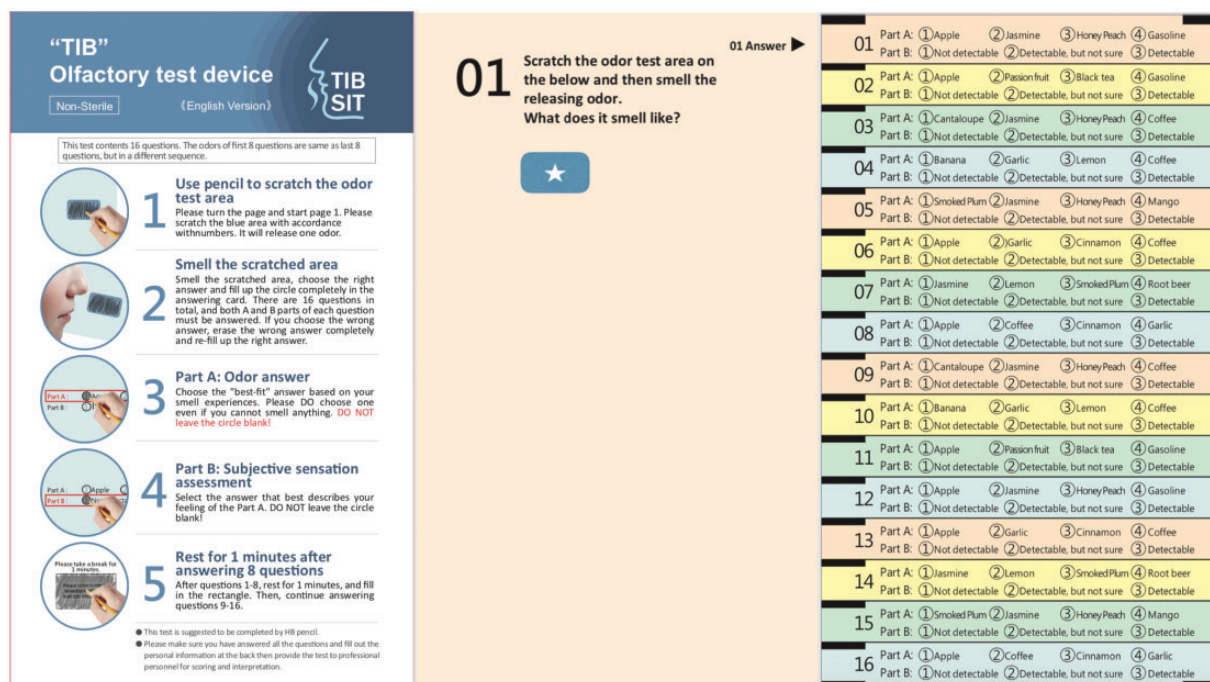 “TIB”
Olfactory test device
Non-Sterile
《English Version》
TIB
SIT
This test contents 16 questions. The odors of first 8 questions are same as last 8
questions, but in a different sequence.
1
Use pencil to scratch the odor
test area
Please turn the page and start page 1. Please
scratch the blue area with accordance
withnumbers. It will release one odor.
2
Smell the scratched area
Smell the scratched area, choose the right
answer and fill up the circle completely in the
answering card. There are 16 questions in
total, and both A and B parts of each question
must be answered. If you choose the wrong
answer, erase the wrong answer completely
and re-fill up the right answer.
Part A :
Part B :
3
Part A: Odor answer
Choose the "best-fit" answer based on your
smell experiences. Please DO choose one
even if you cannot smell anything. DO NOT
leave the circle blank!
Part A : ①Apple
Part B :
4
Part B: Subjective sensation
assessment
Select the answer that best describes your
feeling of the Part A. DO NOT leave the circle
blank!
Please take a break for
1 minutes.
5
Rest for 1 minutes after
answering 8 questions
After questions 1-8, rest for 1 minutes, and fill
in the rectangle. Then, continue answering
questions 9-16.
● This test is suggested to be completed by HB pencil.
● Please make sure you have answered all the questions and fill out the
personal information at the back then provide the test to professional
personnel for scoring and interpretation.
01 Answer ▶
01
Scratch the odor test area on
the below and then smell the
releasing odor.
What does it smell like?
01 Part A: ①Apple ②Jasmine ③Honey Peach ④Gasoline
Part B: ①Not detectable ②Detectable, but not sure ③Detectable
02 Part A: ①Apple ②Passion fruit ③Black tea ④Gasoline
Part B: ①Not detectable ②Detectable, but not sure ③Detectable
03 Part A: ①Cantaloupe ②Jasmine ③Honey Peach ④Coffee
Part B: ①Not detectable ②Detectable, but not sure ③Detectable
04 Part A: ①Banana ②Garlic ③Lemon ④Coffee
Part B: ①Not detectable ②Detectable, but not sure ③Detectable
05 Part A: ①Smoked Plum ②Jasmine ③Honey Peach ④Mango
Part B: ①Not detectable ②Detectable, but not sure ③Detectable
06 Part A: ①Apple ②Garlic ③Cinnamon ④Coffee
Part B: ①Not detectable ②Detectable, but not sure ③Detectable
07 Part A: ①Jasmine ②Lemon ③Smoked Plum ④Root beer
Part B: ①Not detectable ②Detectable, but not sure ③Detectable
08 Part A: ①Apple ②Coffee ③Cinnamon ④Garlic
Part B: ①Not detectable ②Detectable, but not sure ③Detectable
09 Part A: ①Cantaloupe ②Jasmine ③Honey Peach ④Coffee
Part B: ①Not detectable ②Detectable, but not sure ③Detectable
10 Part A: ①Banana ②Garlic ③Lemon ④Coffee
Part B: ①Not detectable ②Detectable, but not sure ③Detectable
11 Part A: ①Apple ②Passion fruit ③Black tea ④Gasoline
Part B: ①Not detectable ②Detectable, but not sure ③Detectable
12 Part A: ①Apple ②Jasmine ③Honey Peach ④Gasoline
Part B: ①Not detectable ②Detectable, but not sure ③Detectable
13 Part A: ①Apple ②Garlic ③Cinnamon ④Coffee
Part B: ①Not detectable ②Detectable, but not sure ③Detectable
14 Part A: ①Jasmine ②Lemon ③Smoked Plum ④Root beer
Part B: ①Not detectable ②Detectable, but not sure ③Detectable
15 Part A: ①Smoked Plum ②Jasmine ③Honey Peach ④Mango
Part B: ①Not detectable ②Detectable, but not sure ③Detectable
16 Part A: ①Apple ②Coffee ③Cinnamon ④Garlic
Part B: ①Not detectable ②Detectable, but not sure ③Detectable